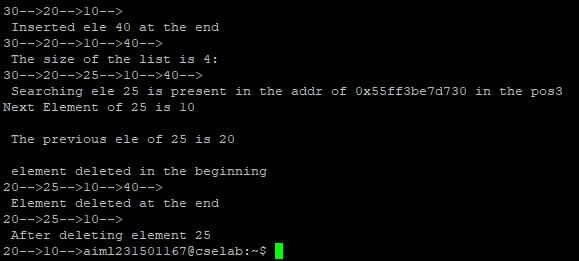 30-->20-->10-->
 Inserted ele 40 at the end
30-->20-->10-->40-->
 The size of the list is 4:
30-->20-->25-->10-->40-->
 Searching ele 25 is present in the addr of 0x55ff3be7d730 in the pos3
Next Element of 25 is 10

 The previous ele of 25 is 20

 element deleted in the beginning
20-->25-->10-->40-->
 Element deleted at the end
20-->25-->10-->
 After deleting element 25
20-->10-->aiml231501167@cselab:~$